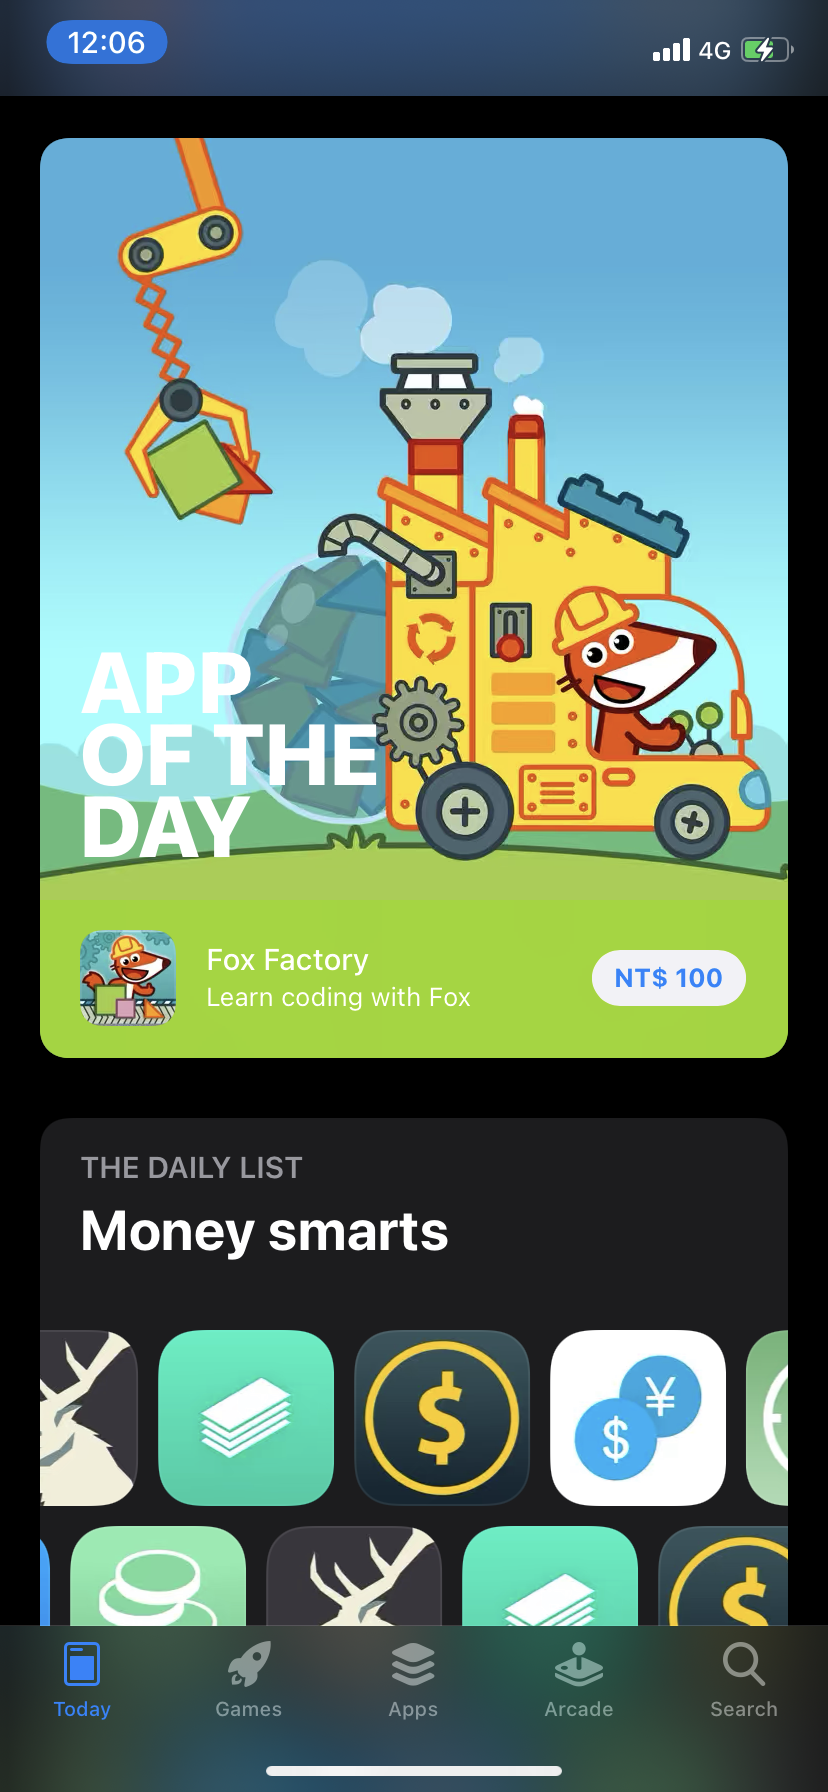 12:06
4G
APP
OF THE
DAY
Fox Factory
Learn coding with Fox
NT$ 100
THE DAILY LIST
Money smarts
$
¥
$
$
Today
Games
Apps
Arcade
Search